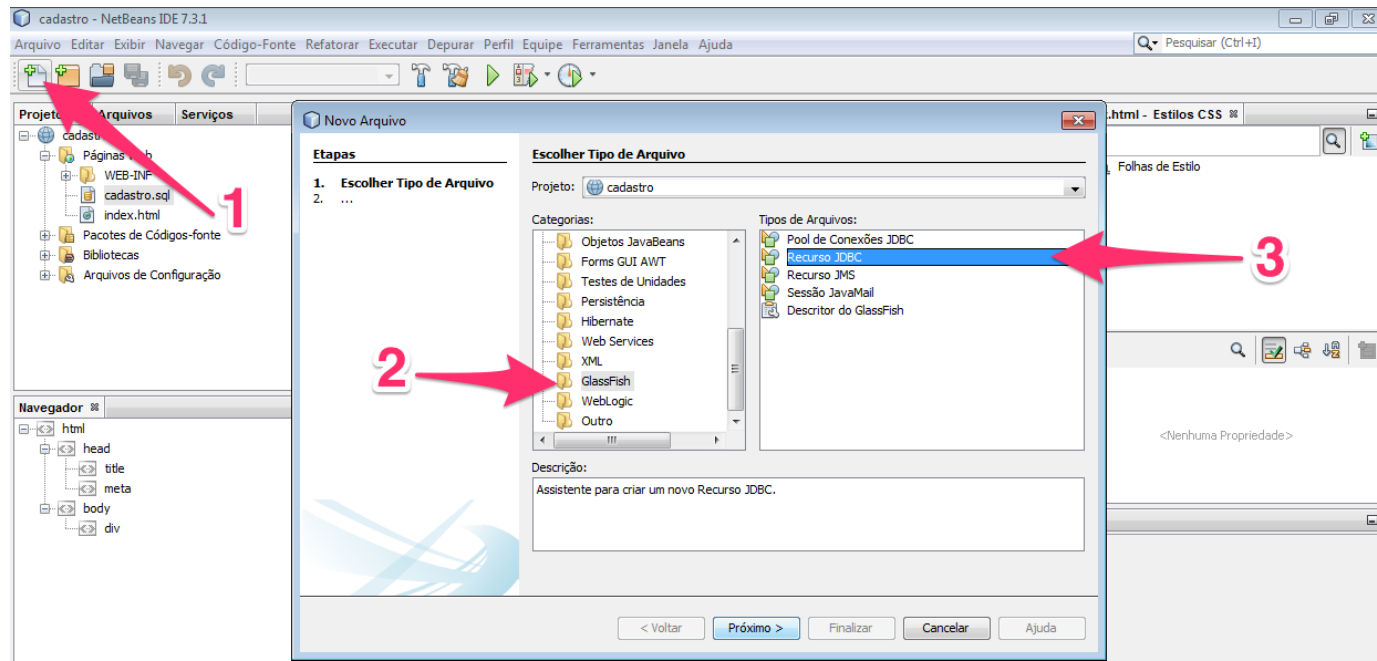 cadastro - NetBeans IDE 7.3.1
Arquivo Editar Exibir Navegar Código-Fonte Refatorar Executar Depurar Perfil Equipe Ferramentas Janela Ajuda
Pesquisar (Ctrl+I)
Arquivos Serviços
Páginas
WEB-INF
cadastro.sql
index.html
Pacotes de Códigos-fonte
Bibliotecas
Arquivos de Configuração
1
Navegador
html
head
title
meta
body
div
Novo Arquivo
Etapas
1. Escolher Tipo de Arquivo
2. ...
Escolher Tipo de Arquivo
Projeto: cadastro
Categorias:
Objetos JavaBeans
Forms GUI AWT
Testes de Unidades
Persistência
Hibernate
Web Services
XML
GlassFish
WebLogic
Outro
2
Tipos de Arquivos:
Pool de Conexões JDBC
Recurso JDBC
Recurso JMS
Sessão JavaMail
Descritor do GlassFish
3
Descrição:
Assistente para criar um novo Recurso JDBC.
< Voltar Próximo > Finalizar Cancelar Ajuda
.html - Estilos CSS
Folhas de Estilo
<Nenhuma Propriedade>